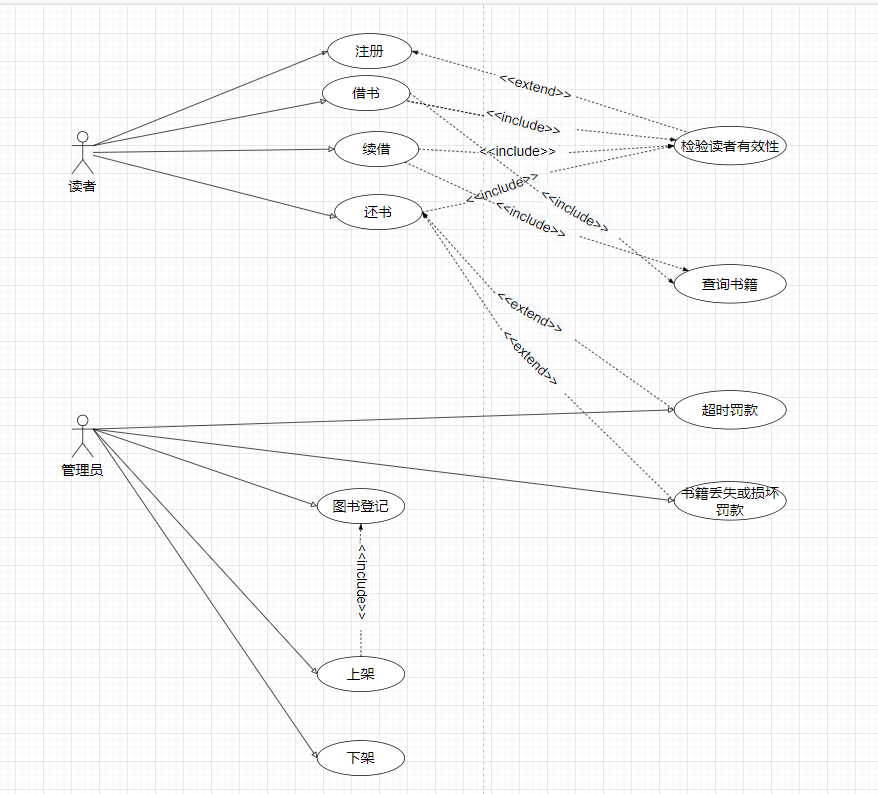 注册
<<extend>>
借书
<<include>>
检验读者有效性
续借
<<include>>
读者
<<include>>
还书
<<include>>
<<include>>
查询书籍
<<extend>>
<<extend>>
超时罚款
管理员
书籍丢失或损坏
罚款
图书登记
<<include>>
上架
下架